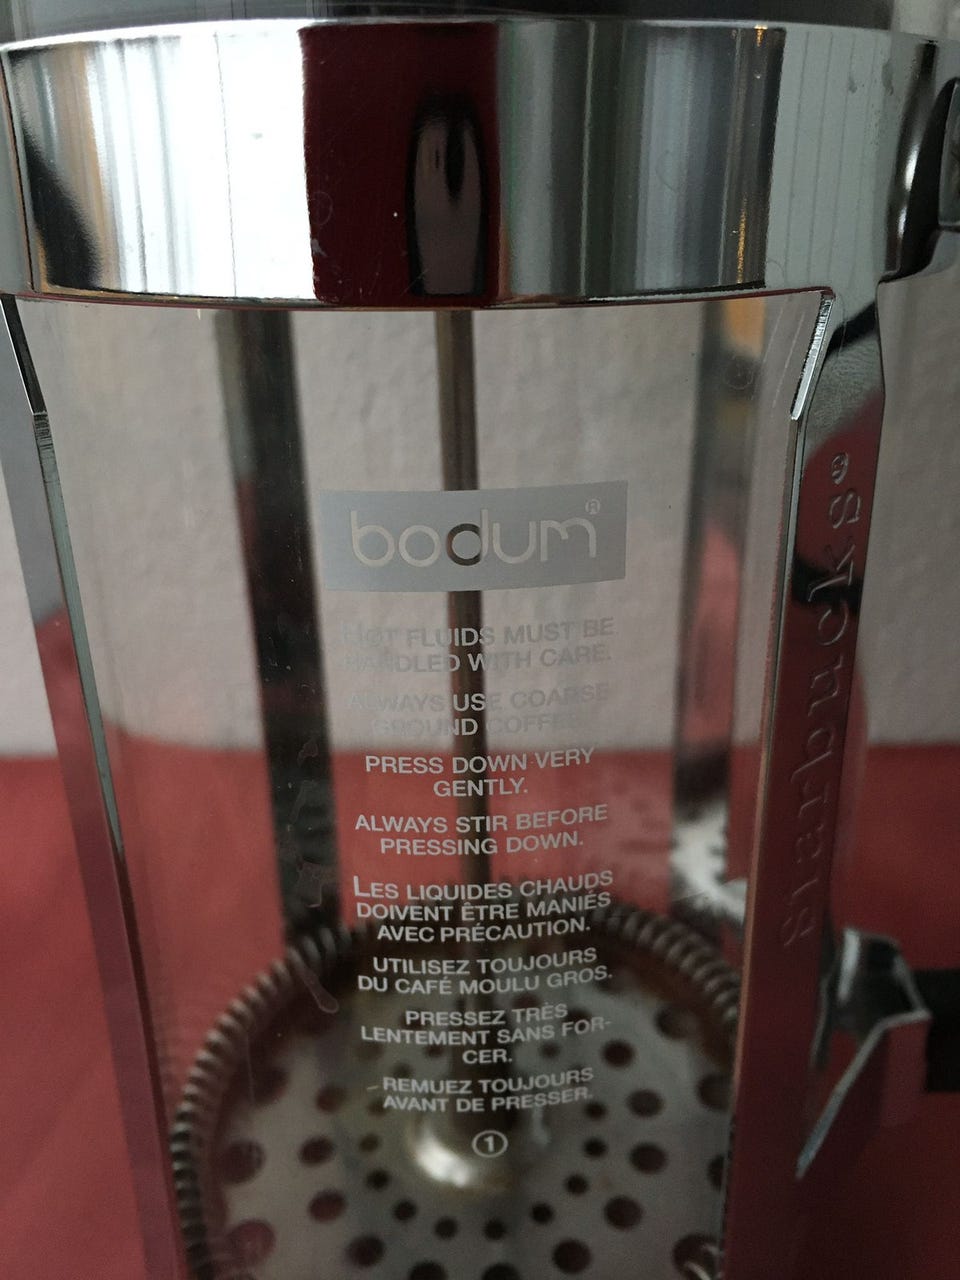 bodum®
HOT FLUIDS MUST BE
HANDLED WITH CARE.
ALWAYS USE COARSE
GROUND COFFEE
PRESS DOWN VERY
GENTLY.
ALWAYS STIR BEFORE
PRESSING DOWN.
LES LIQUIDES CHAUDS
DOIVENT ÊTRE MANIÉS
AVEC PRÉCAUTION.
UTILISEZ TOUJOURS
DU CAFÉ MOULU GROS.
PRESSEZ TRÈS
LENTEMENT SANS FOR-
CER.
REMUEZ TOUJOURS
AVANT DE PRESSER.
1
Starbucks®